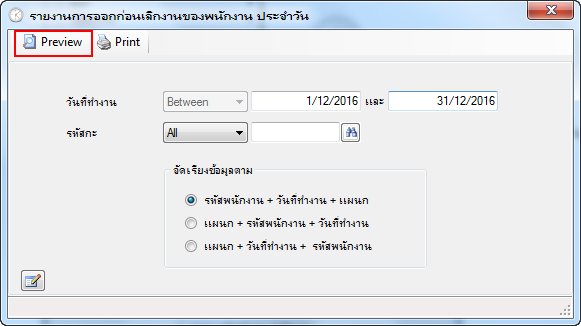 รายงานการออกก่อนเลิกงานของพนักงาน ประจำวัน
Preview Print
วันที่ทำงาน Between 1/12/2016 และ 31/12/2016
รหัสกะ All
จัดเรียงข้อมูลตาม
รหัสพนักงาน + วันที่ทำงาน + แผนก
แผนก + รหัสพนักงาน + วันที่ทำงาน
แผนก + วันที่ทำงาน + รหัสพนักงาน